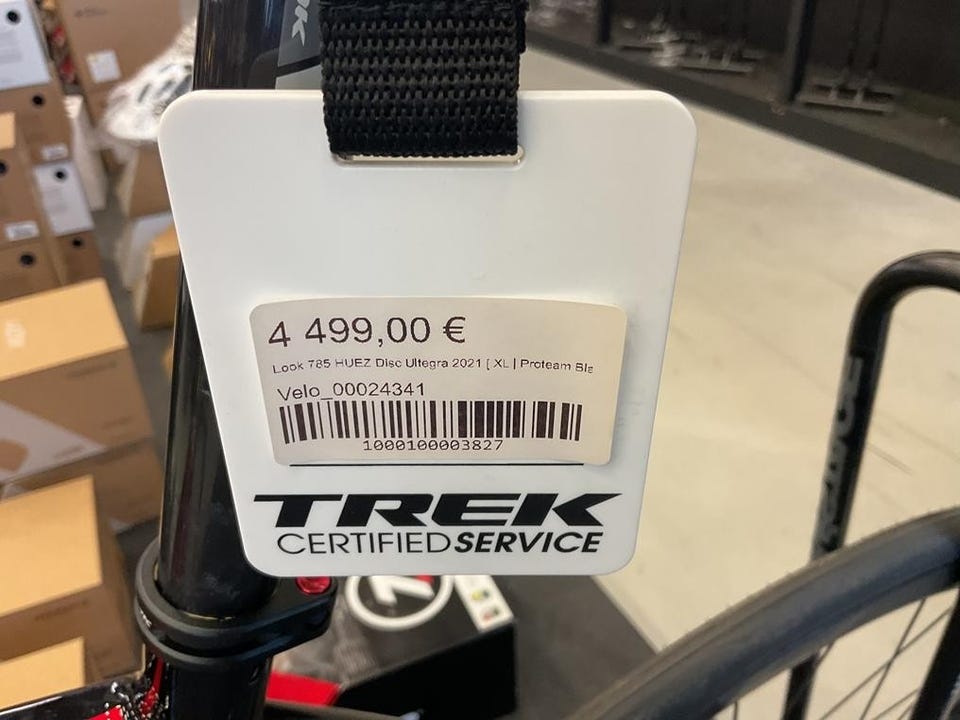 4 499,00 €
Look 785 HUEZ Disc Ultegra 2021 [ XL | Proteam Bla
Velo_00024341
1000100003827
TREK
CERTIFIED SERVICE